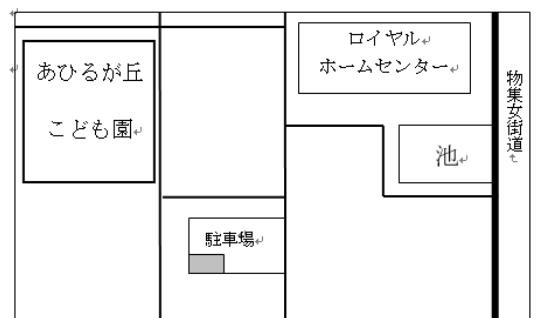 あひるが丘
こども園
ロイヤル
ホームセンター
池
物集女街道
駐車場